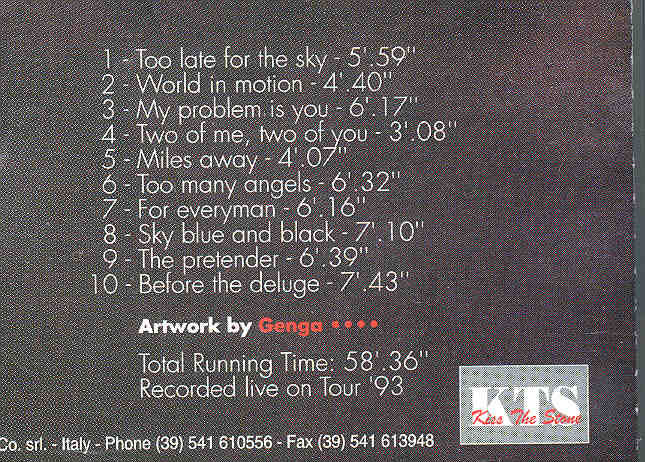 1 - Too late for the sky - 5'.59"
2 - World in motion - 4'.40"
3 - My problem is you - 6'.17"
4 - Two of me, two of you - 3'.08"
5 - Miles away - 4'.07"
6 - Too many angels - 6'.32"
7 - For everyman - 6'.16"
8 - Sky blue and black - 7'.10"
9 - The pretender - 6'.39"
10 - Before the deluge - 7'.43"
Artwork by Genga ••••
Total Running Time: 58'.36"
Recorded live on Tour '93
KTS
Kiss The Stone
Co. srl. - Italy - Phone (39) 541 610556 - Fax (39) 541 613948